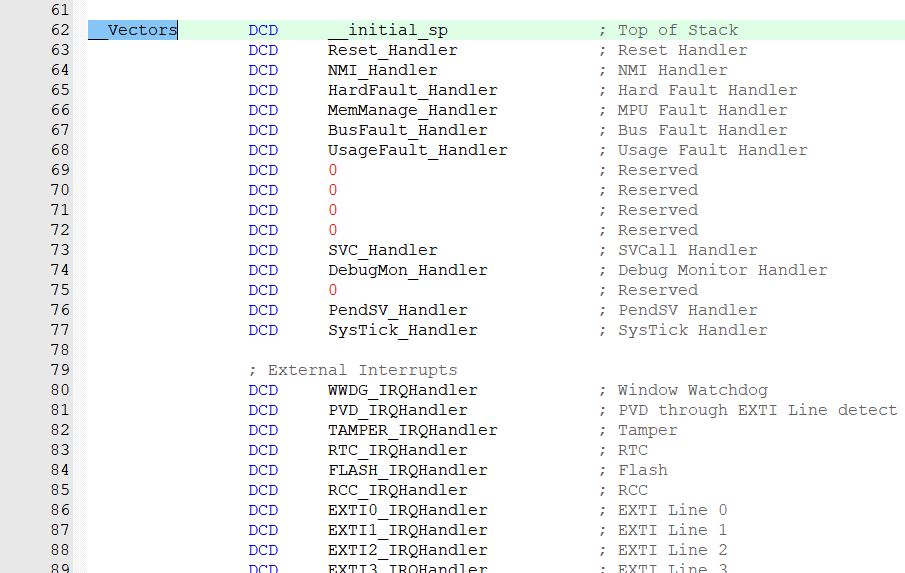 61
62 __Vectors DCD __initial_sp ; Top of Stack
63 DCD Reset_Handler ; Reset Handler
64 DCD NMI_Handler ; NMI Handler
65 DCD HardFault_Handler ; Hard Fault Handler
66 DCD MemManage_Handler ; MPU Fault Handler
67 DCD BusFault_Handler ; Bus Fault Handler
68 DCD UsageFault_Handler ; Usage Fault Handler
69 DCD 0 ; Reserved
70 DCD 0 ; Reserved
71 DCD 0 ; Reserved
72 DCD 0 ; Reserved
73 DCD SVC_Handler ; SVCall Handler
74 DCD DebugMon_Handler ; Debug Monitor Handler
75 DCD 0 ; Reserved
76 DCD PendSV_Handler ; PendSV Handler
77 DCD SysTick_Handler ; SysTick Handler
78
79 ; External Interrupts
80 DCD WWDG_IRQHandler ; Window Watchdog
81 DCD PVD_IRQHandler ; PVD through EXTI Line detect
82 DCD TAMPER_IRQHandler ; Tamper
83 DCD RTC_IRQHandler ; RTC
84 DCD FLASH_IRQHandler ; Flash
85 DCD RCC_IRQHandler ; RCC
86 DCD EXTI0_IRQHandler ; EXTI Line 0
87 DCD EXTI1_IRQHandler ; EXTI Line 1
88 DCD EXTI2_IRQHandler ; EXTI Line 2
89 DCD EXTI3_IRQHandler ; EXTI Line 3